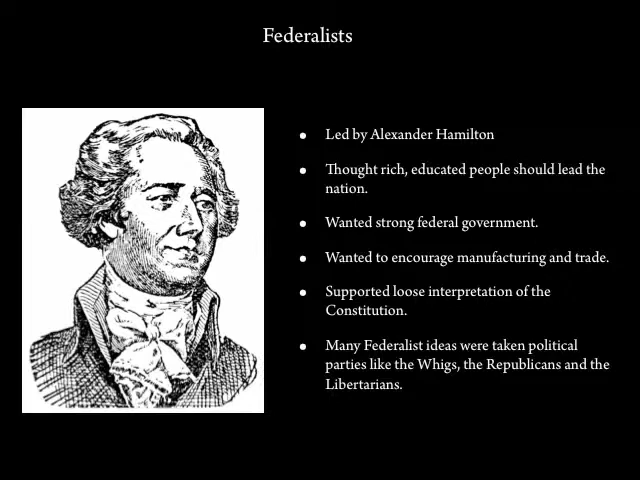 Federalists
• Led by Alexander Hamilton
• Thought rich, educated people should lead the
nation.
• Wanted strong federal government.
• Wanted to encourage manufacturing and trade.
• Supported loose interpretation of the
Constitution.
• Many Federalist ideas were taken political
parties like the Whigs, the Republicans and the
Libertarians.